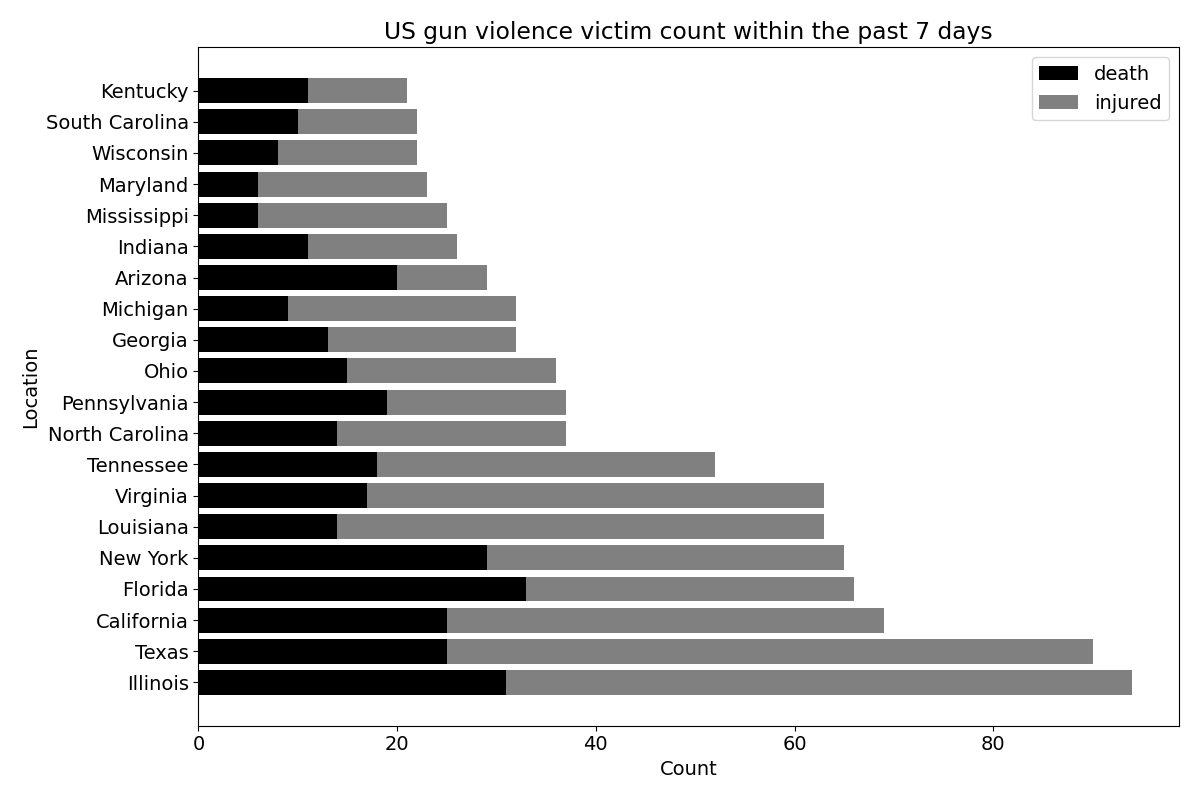 US gun violence victim count within the past 7 days
death
injured
Location
Kentucky
South Carolina
Wisconsin
Maryland
Mississippi
Indiana
Arizona
Michigan
Georgia
Ohio
Pennsylvania
North Carolina
Tennessee
Virginia
Louisiana
New York
Florida
California
Texas
Illinois
0 20 40 60 80
Count